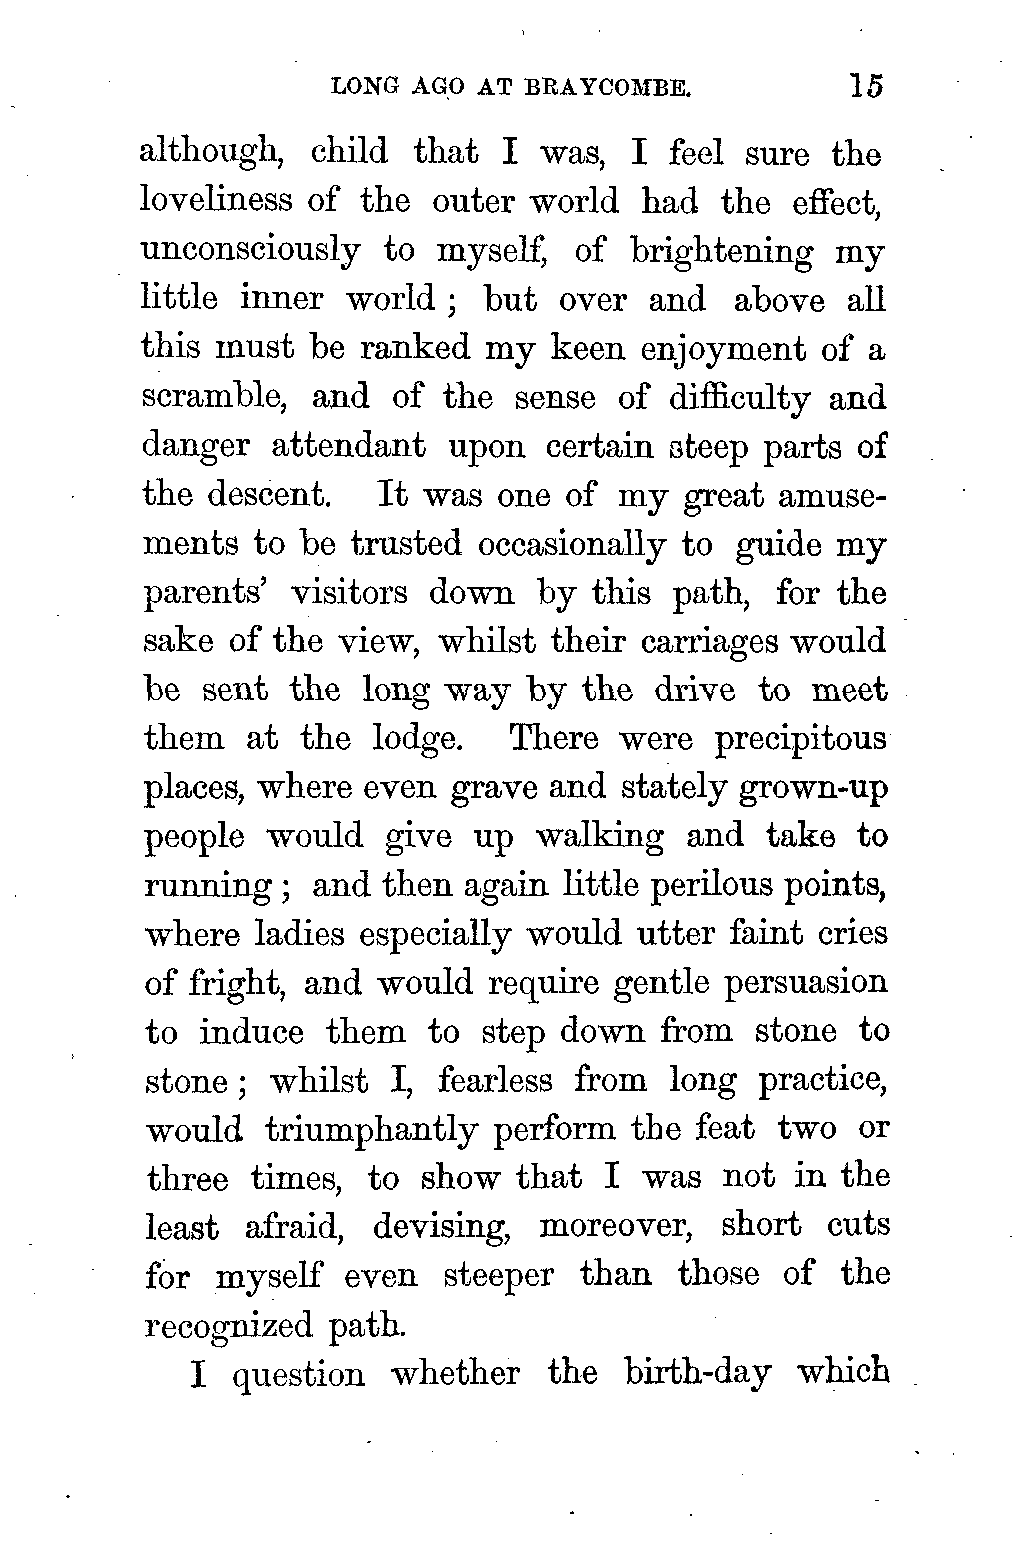 LONG AGO AT BRAYCOMBE. 15
although, child that I was, I feel sure the
loveliness of the outer world had the effect,
unconsciously to myself, of brightening my
little inner world ; but over and above all
this must be ranked my keen enjoyment of a
scramble, and of the sense of difficulty and
danger attendant upon certain steep parts of
the descent. It was one of my great amuse-
ments to be trusted occasionally to guide my
parents' visitors down by this path, for the
sake of the view, whilst their carriages would
be sent the long way by the drive to meet
them at the lodge. There were precipitous
places, where even grave and stately grown-up
people would give up walking and take to
running ; and then again little perilous points,
where ladies especially would utter faint cries
of fright, and would require gentle persuasion
to induce them to step down from stone to
stone ; whilst I, fearless from long practice,
would triumphantly perform the feat two or
three times, to show that I was not in the
least afraid, devising, moreover, short cuts
for myself even steeper than those of the
recognized path.
I question whether the birth-day which